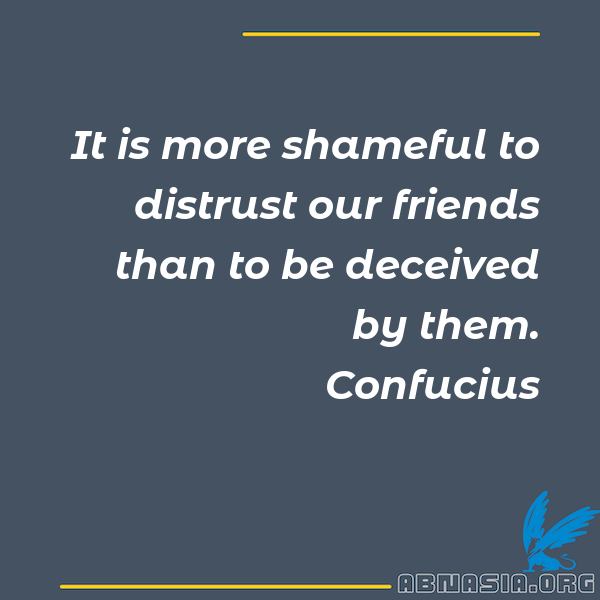 It is more shameful to
distrust our friends
than to be deceived
by them.
Confucius
ABNASIA.ORG